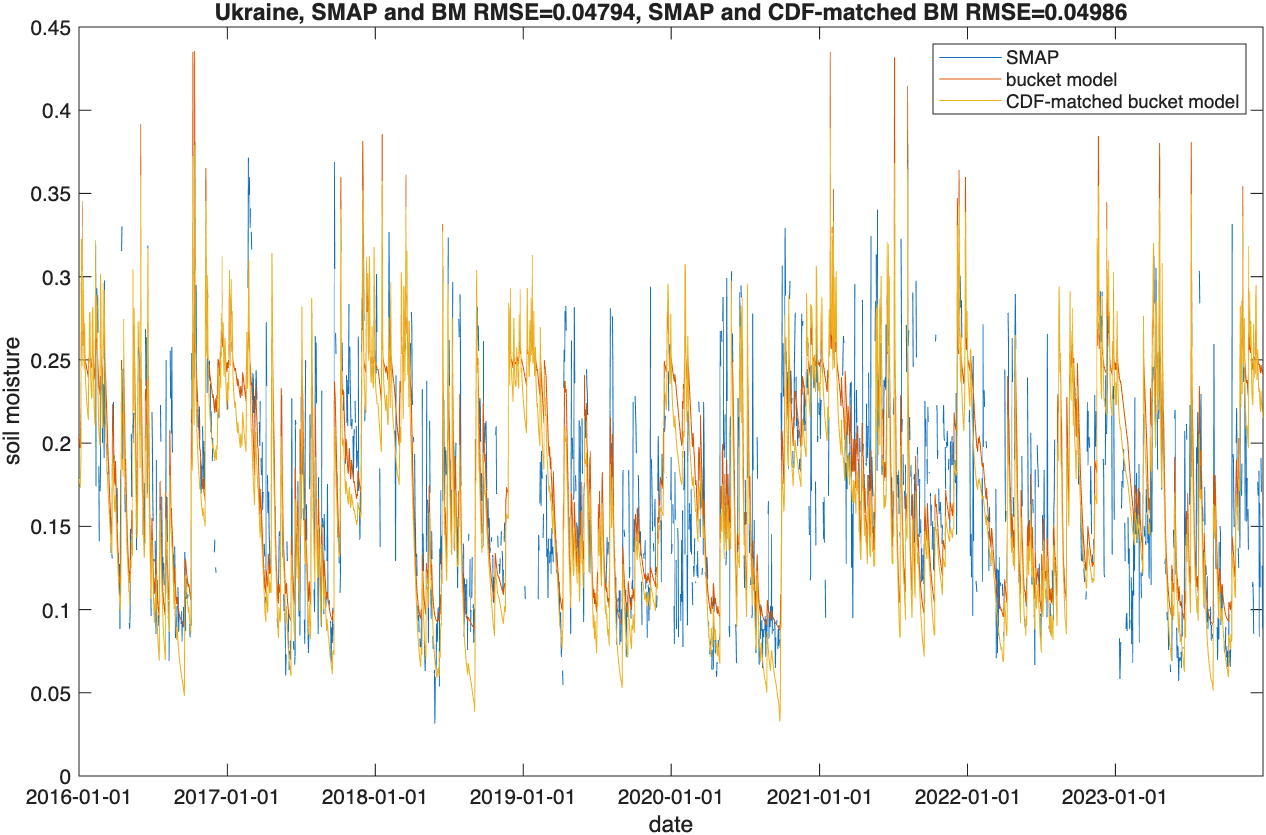 Ukraine, SMAP and BM RMSE=0.04794, SMAP and CDF-matched BM RMSE=0.04986
0.45
0.4
0.35
0.3
0.25
0.2
0.15
0.1
0.05
0
soil moisture
SMAP
bucket model
CDF-matched bucket model
2016-01-01 2017-01-01 2018-01-01 2019-01-01 2020-01-01 2021-01-01 2022-01-01 2023-01-01
date